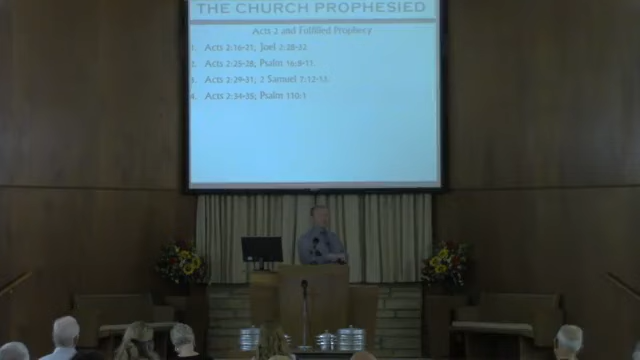 THE CHURCH PROPHESIED
Acts 2 and Fulfilled Prophecy
1. Acts 2:16-21, Joel 2:28-32
2. Acts 2:25-28, Psalm 16:8-11
3. Acts 2:29-31; 2 Samuel 7:12-13
4. Acts 2:34-35; Psalm 110:1